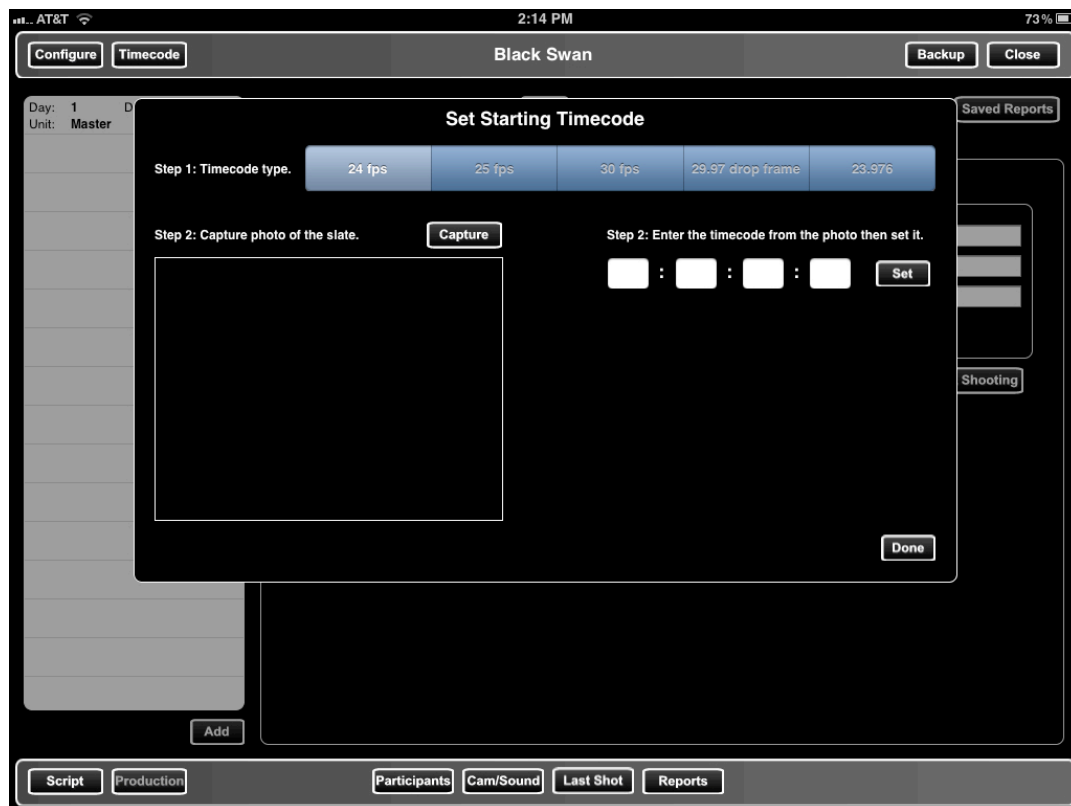 AT&T 2:14 PM 73%
Configure Timecode Black Swan Backup Close
Day: 1 D
Unit: Master
Saved Reports
Set Starting Timecode
Step 1: Timecode type. 24 fps 25 fps 30 fps 29.97 drop frame 23.976
Step 2: Capture photo of the slate. Capture Step 2: Enter the timecode from the photo then set it.
: : : Set
Shooting
Done
Add
Script Production Participants Cam/Sound Last Shot Reports